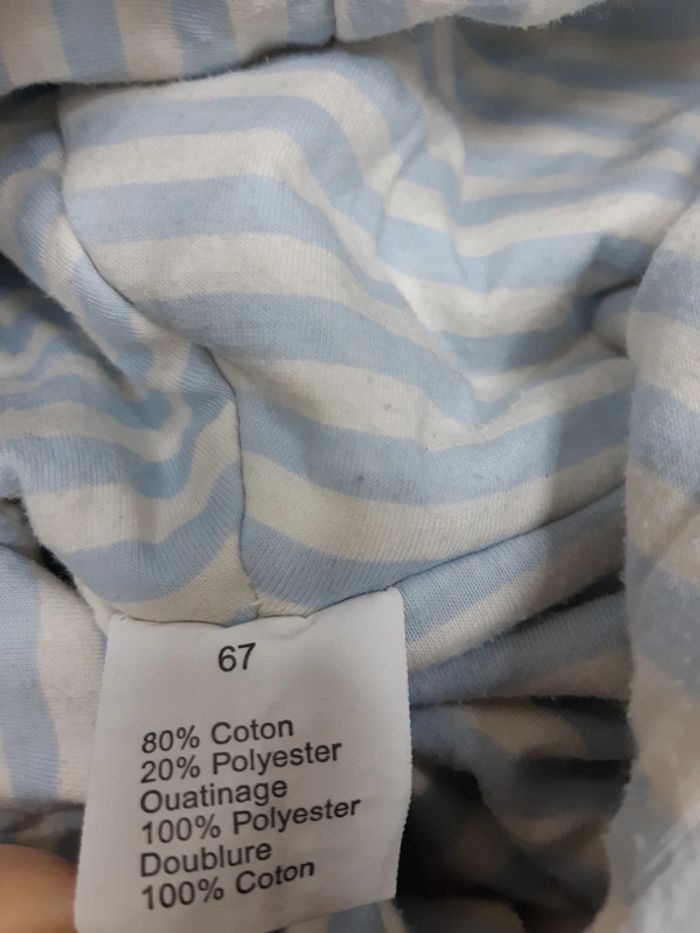 67
80% Coton
20% Polyester
Ouatinage
100% Polyester
Doublure
100% Coton